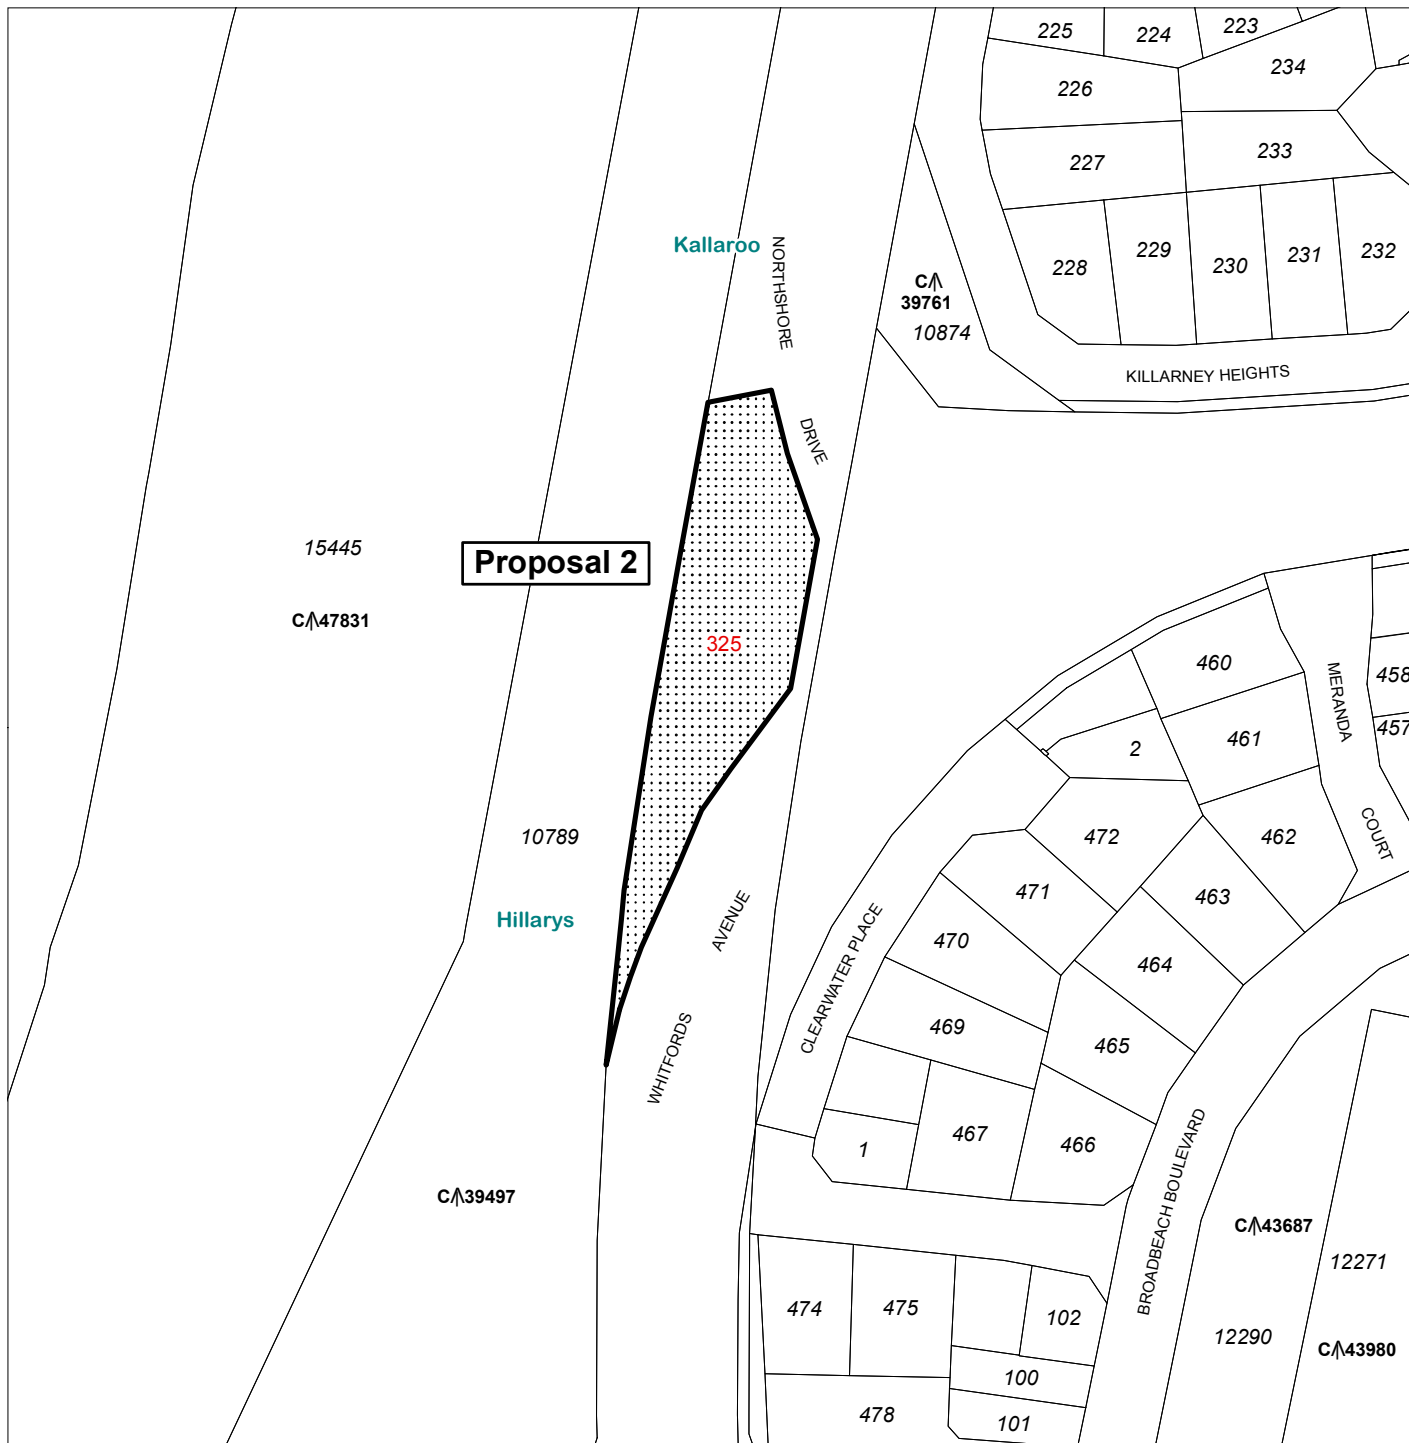 225
224
223
234
226
227
233
228
229
230
231
232
Kallaroo
NORTHSHORE
C/|\
39761
10874
KILLARNEY HEIGHTS
DRIVE
15445
Proposal 2
C/|\47831
325
460
458
MERANDA
457
2
461
10789
472
462
COURT
471
463
Hillarys
AVENUE
470
CLEARWATER PLACE
464
469
465
WHITFORDS
467
466
1
BROADBEACH BOULEVARD
C/|\39497
C/|\43687
12271
474
475
102
12290
C/|\43980
100
478
101